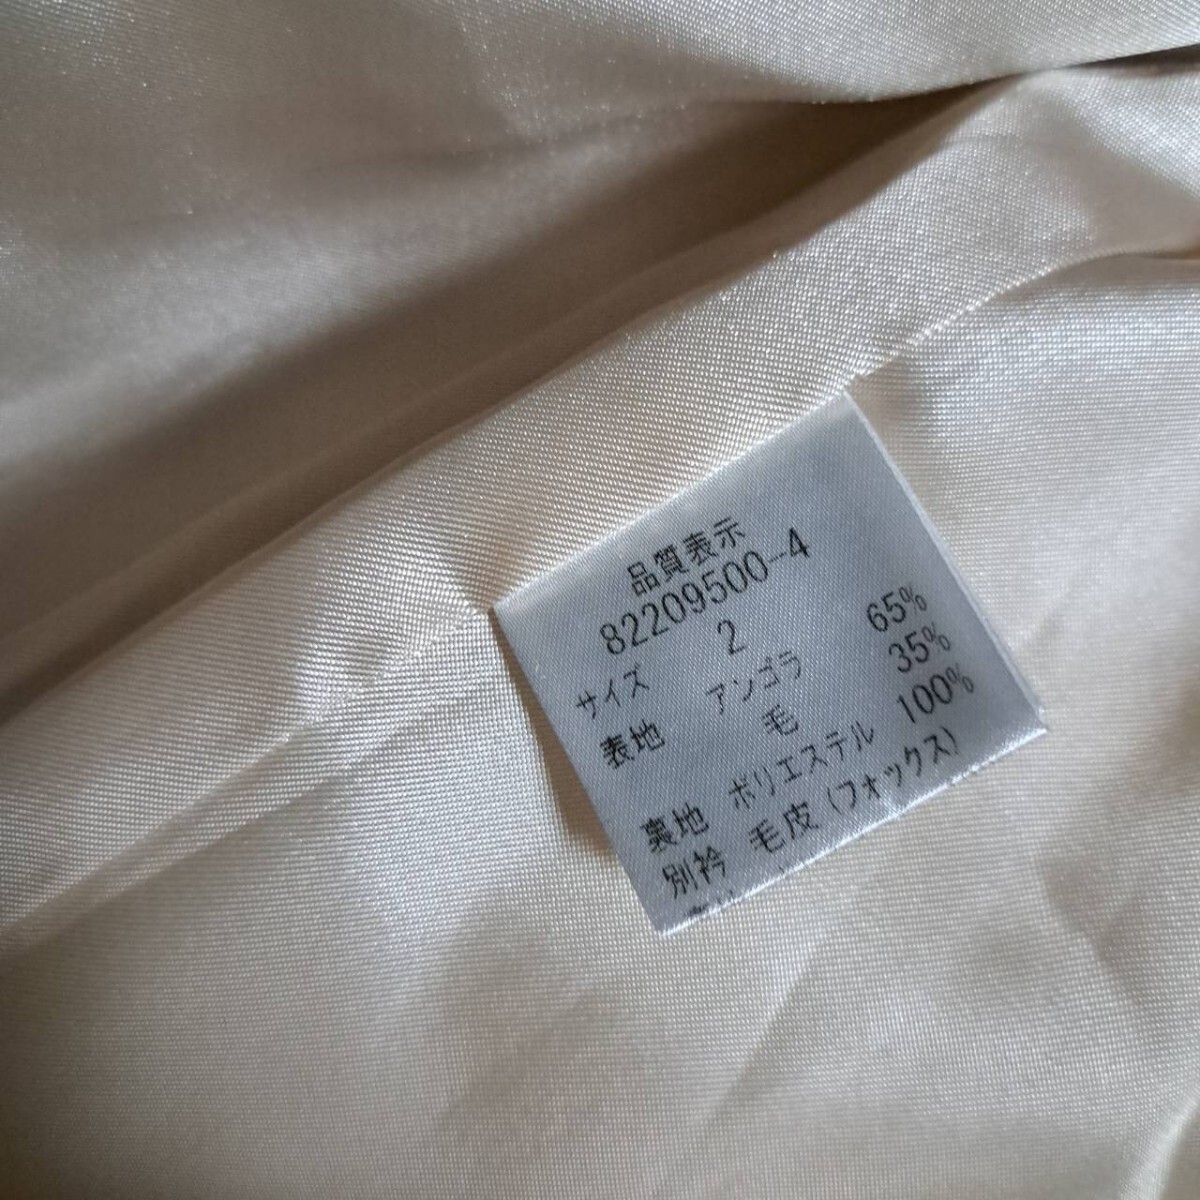 品質表示
82209500-4
サイズ 2
表地 アンゴラ 65%
毛 35%
裏地 ポリエステル 100%
別衿 毛皮(フォックス)